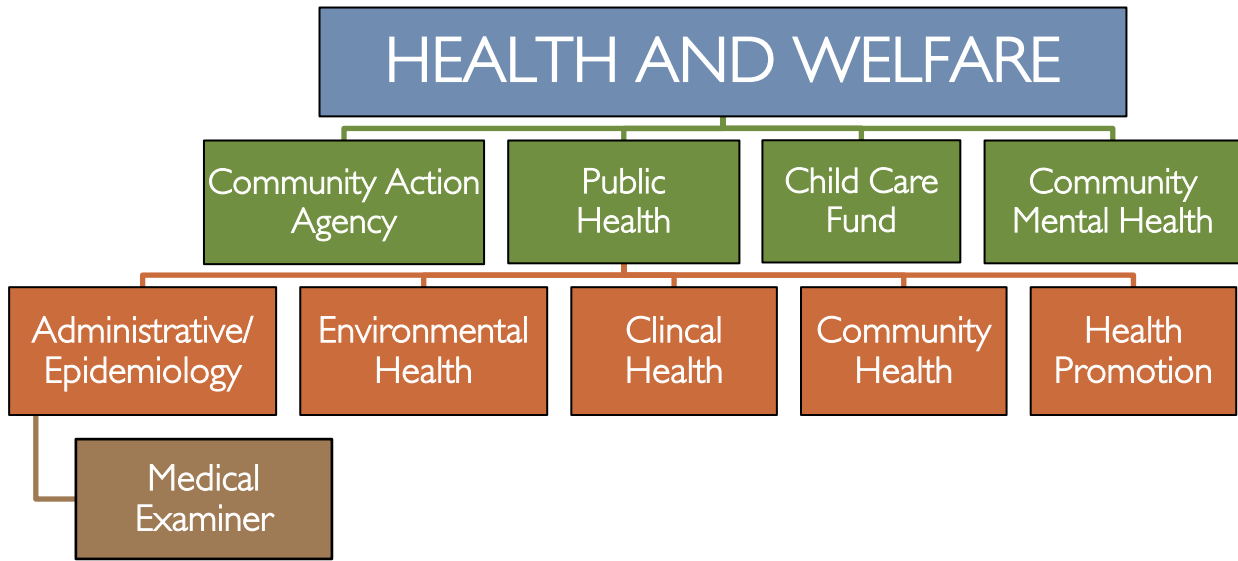 HEALTH AND WELFARE
Community Action
Agency
Public
Health
Child Care
Fund
Community
Mental Health
Administrative/
Epidemiology
Environmental
Health
Clincal
Health
Community
Health
Health
Promotion
Medical
Examiner